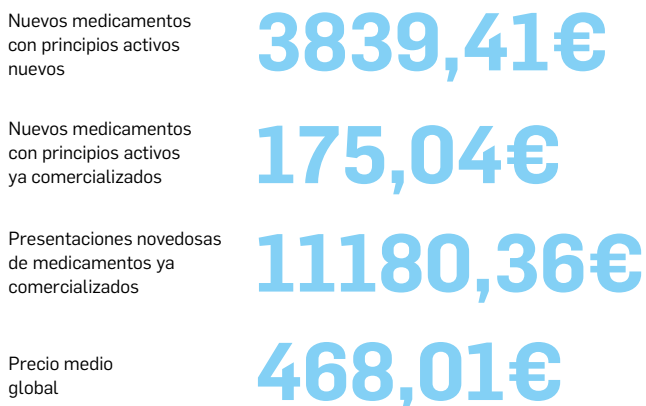 Nuevos medicamentos
con principios activos
nuevos
3839,41€
Nuevos medicamentos
con principios activos
ya comercializados
175,04€
Presentaciones novedosas
de medicamentos ya
comercializados
11180,36€
Precio medio
global
468,01€